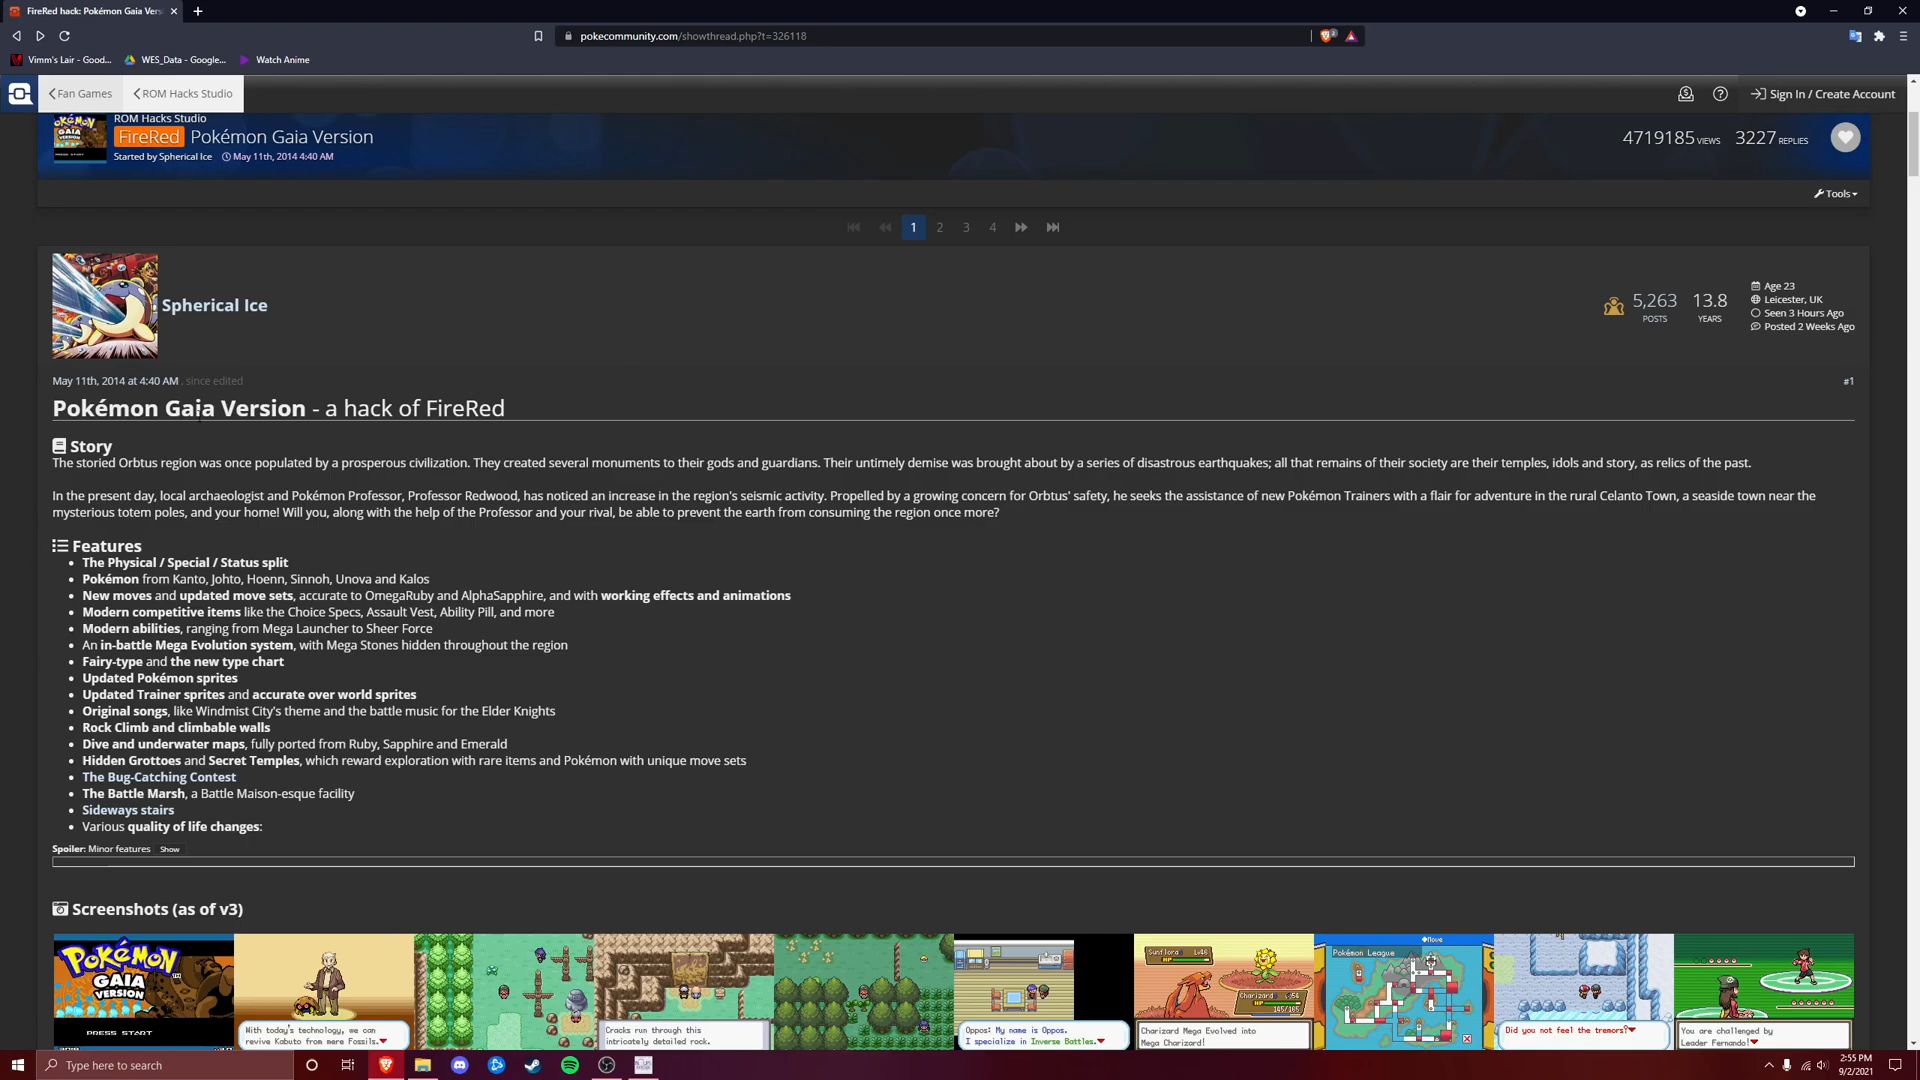 FireRed hack: Pokémon Gaia Vers
pokecommunity.com/showthread.php?t=326118
2
Vimm's Lair - Good...
WES_Data - Google...
Watch Anime
Fan Games
ROM Hacks Studio
Sign In / Create Account
ROM Hacks Studio
FireRed Pokémon Gaia Version
Started by Spherical Ice May 11th, 2014 4:40 AM
4719185 VIEWS 3227 REPLIES
Tools
1 2 3 4
Spherical Ice
5,263 POSTS
13.8 YEARS
Age 23
Leicester, UK
Seen 3 Hours Ago
Posted 2 Weeks Ago
May 11th, 2014 at 4:40 AM , since edited
#1
Pokémon Gaia Version - a hack of FireRed
Story
The storied Orbtus region was once populated by a prosperous civilization. They created several monuments to their gods and guardians. Their untimely demise was brought about by a series of disastrous earthquakes; all that remains of their society are their temples, idols and story, as relics of the past.
In the present day, local archaeologist and Pokémon Professor, Professor Redwood, has noticed an increase in the region's seismic activity. Propelled by a growing concern for Orbtus' safety, he seeks the assistance of new Pokémon Trainers with a flair for adventure in the rural Celanto Town, a seaside town near the
mysterious totem poles, and your home! Will you, along with the help of the Professor and your rival, be able to prevent the earth from consuming the region once more?
Features
The Physical / Special / Status split
Pokémon from Kanto, Johto, Hoenn, Sinnoh, Unova and Kalos
New moves and updated move sets, accurate to OmegaRuby and AlphaSapphire, and with working effects and animations
Modern competitive items like the Choice Specs, Assault Vest, Ability Pill, and more
Modern abilities, ranging from Mega Launcher to Sheer Force
An in-battle Mega Evolution system, with Mega Stones hidden throughout the region
Fairy-type and the new type chart
Updated Pokémon sprites
Updated Trainer sprites and accurate over world sprites
Original songs, like Windmist City's theme and the battle music for the Elder Knights
Rock Climb and climbable walls
Dive and underwater maps, fully ported from Ruby, Sapphire and Emerald
Hidden Grottoes and Secret Temples, which reward exploration with rare items and Pokémon with unique move sets
The Bug-Catching Contest
The Battle Marsh, a Battle Maison-esque facility
Sideways stairs
Various quality of life changes:
Spoiler: Minor features Show
Screenshots (as of v3)
Pokémon
GAIA
VERSION
PRESS START
With today's technology, we can
revive Kabuto from mere Fossils.
Cracks run through this
intricately detailed rock.
Oppos: My name is Oppos.
I specialize in Inverse Battles.
Sunflora Lv46
HP
Charizard Lv54
HP
145/165
Charizard Mega Evolved into
Mega Charizard!
Move
Pokémon League
Did you not feel the tremors?
You are challenged by
Leader Fernando!
Type here to search
2:55 PM
9/2/2021